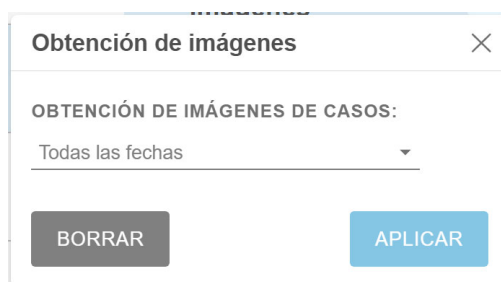 Obtención de imágenes
OBTENCIÓN DE IMÁGENES DE CASOS:
Todas las fechas
BORRAR
APLICAR